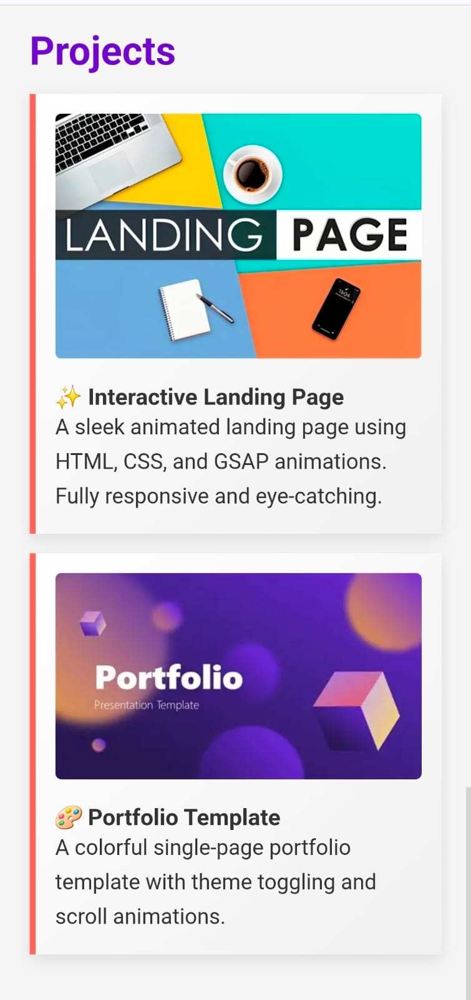 Projects
LANDING PAGE
✨ Interactive Landing Page
A sleek animated landing page using
HTML, CSS, and GSAP animations.
Fully responsive and eye-catching.
Portfolio
Presentation Template
🎨 Portfolio Template
A colorful single-page portfolio
template with theme toggling and
scroll animations.